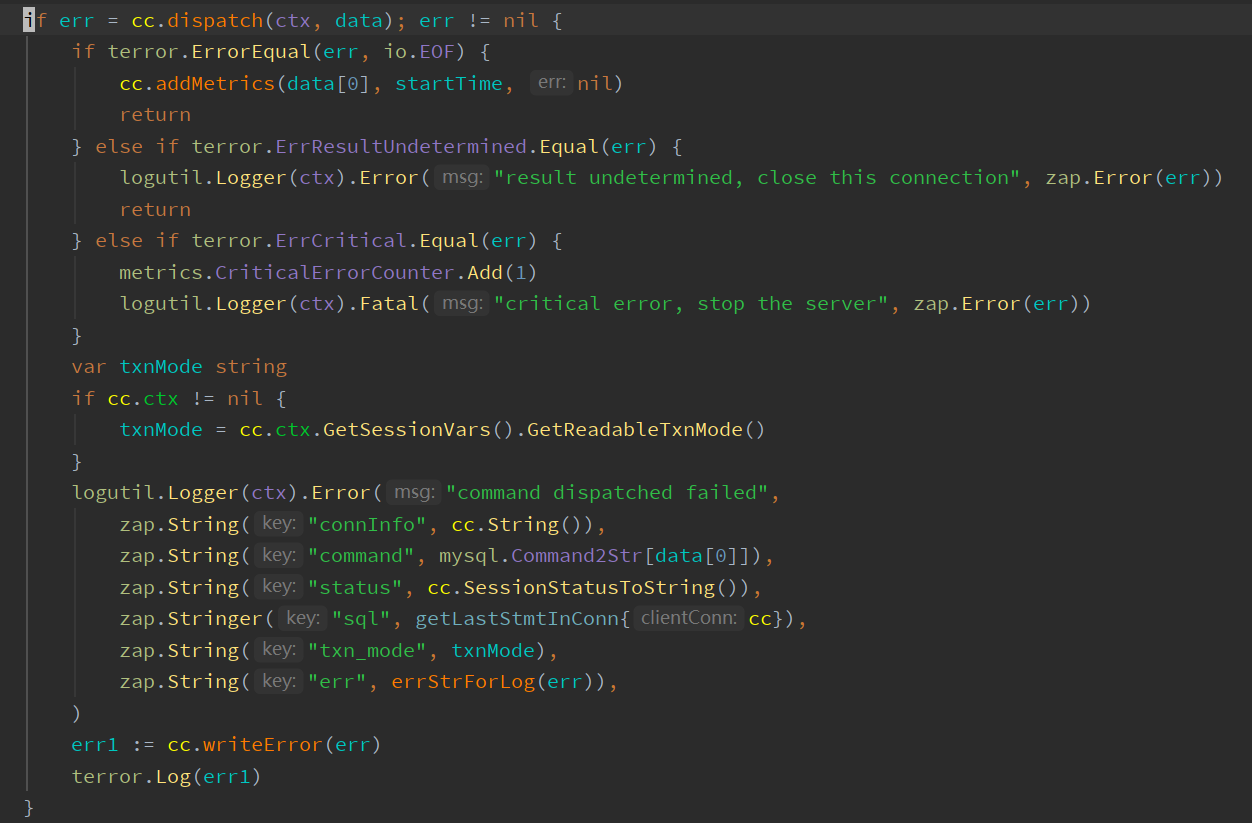 if err = cc.dispatch(ctx, data); err != nil {
    if terror.ErrorEqual(err, io.EOF) {
        cc.addMetrics(data[0], startTime, err: nil)
        return
    } else if terror.ErrResultUndetermined.Equal(err) {
        logutil.Logger(ctx).Error( msg: "result undetermined, close this connection", zap.Error(err))
        return
    } else if terror.ErrCritical.Equal(err) {
        metrics.CriticalErrorCounter.Add(1)
        logutil.Logger(ctx).Fatal( msg: "critical error, stop the server", zap.Error(err))
    }
    var txnMode string
    if cc.ctx != nil {
        txnMode = cc.ctx.GetSessionVars().GetReadableTxnMode()
    }
    logutil.Logger(ctx).Error( msg: "command dispatched failed",
        zap.String( key: "connInfo", cc.String()),
        zap.String( key: "command", mysql.Command2Str[data[0]]),
        zap.String( key: "status", cc.SessionStatusToString()),
        zap.Stringer( key: "sql", getLastStmtInConn{ clientConn: cc}),
        zap.String( key: "txn_mode", txnMode),
        zap.String( key: "err", errStrForLog(err)),
    )
    err1 := cc.writeError(err)
    terror.Log(err1)
}